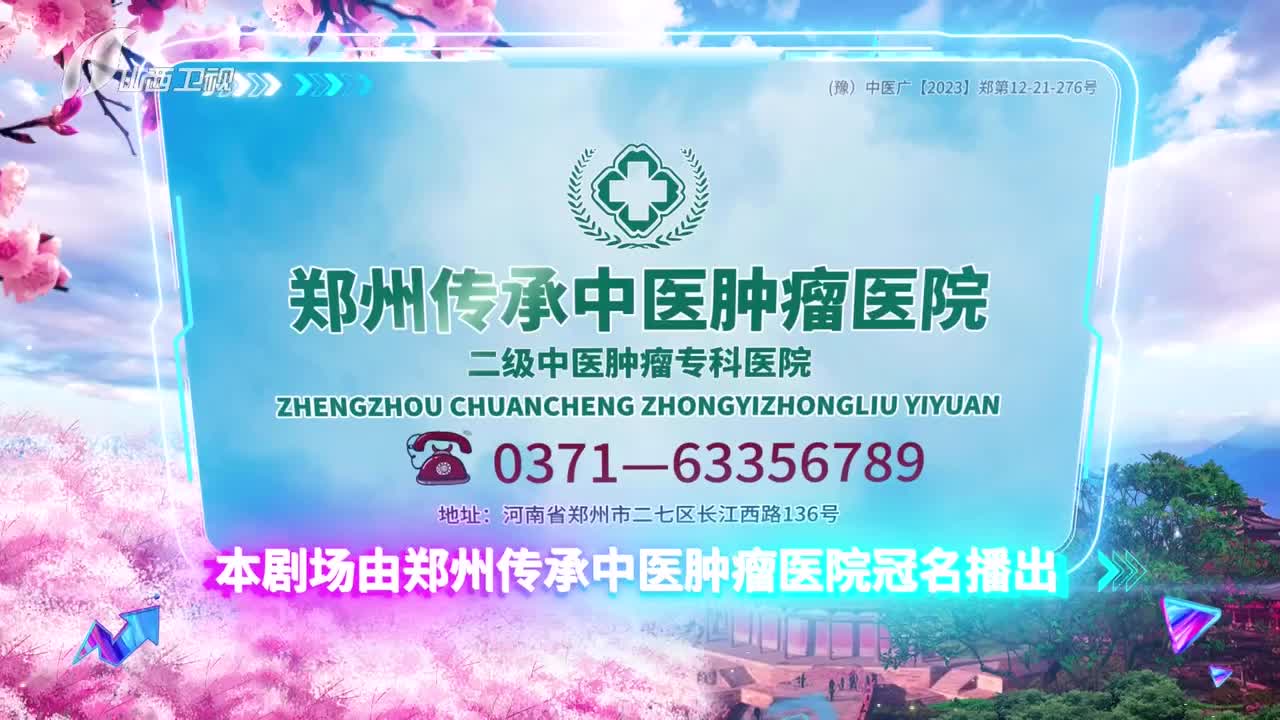 山西卫视
(豫）中医广【2023】郑第12-21-276号
郑州传承中医肿瘤医院
二级中医肿瘤专科医院
ZHENGZHOU CHUANCHENG ZHONGYIZHONGLIU YIYUAN
0371—63356789
地址：河南省郑州市二七区长江西路136号
本剧场由郑州传承中医肿瘤医院冠名播出